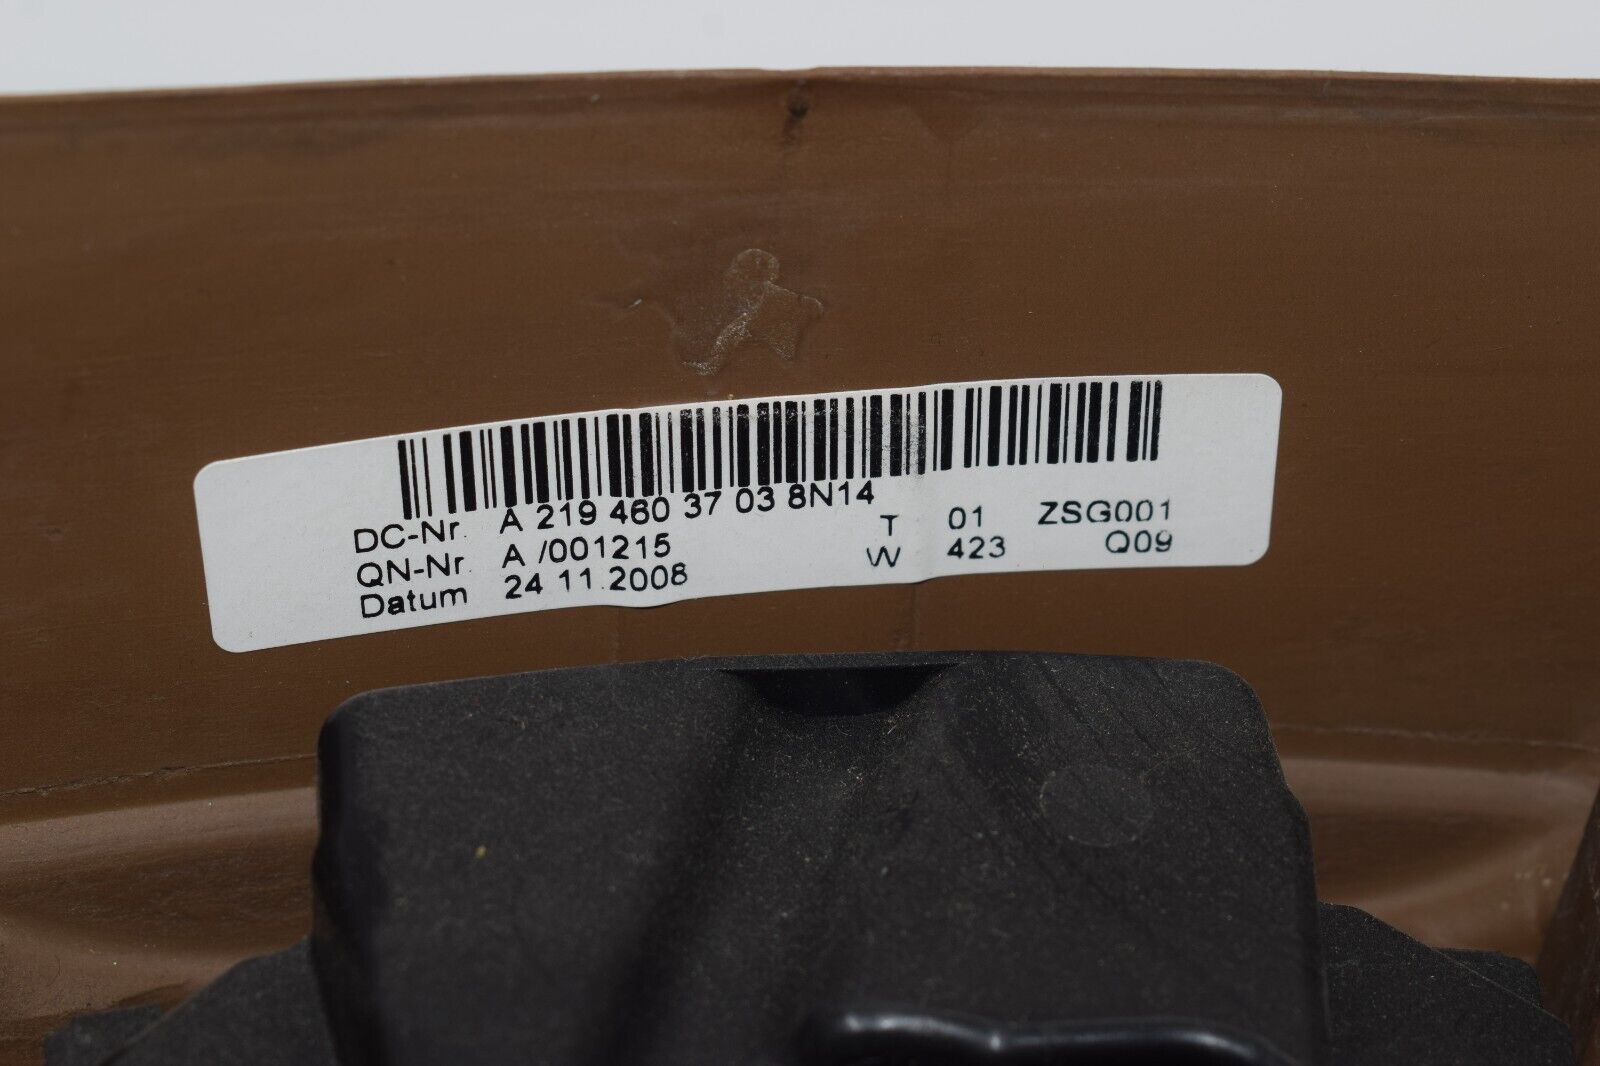 DC-Nr. A 219 460 37 03 8N14
QN-Nr. A /001215 T 01 ZSG001
Datum 24 11.2008 W 423 Q09